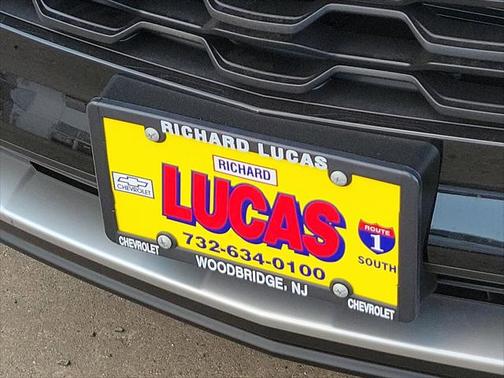 RICHARD LUCAS
RICHARD
CHEVROLET
LUCAS
ROUTE
1
SOUTH
732-634-0100
CHEVROLET
WOODBRIDGE, NJ
CHEVROLET